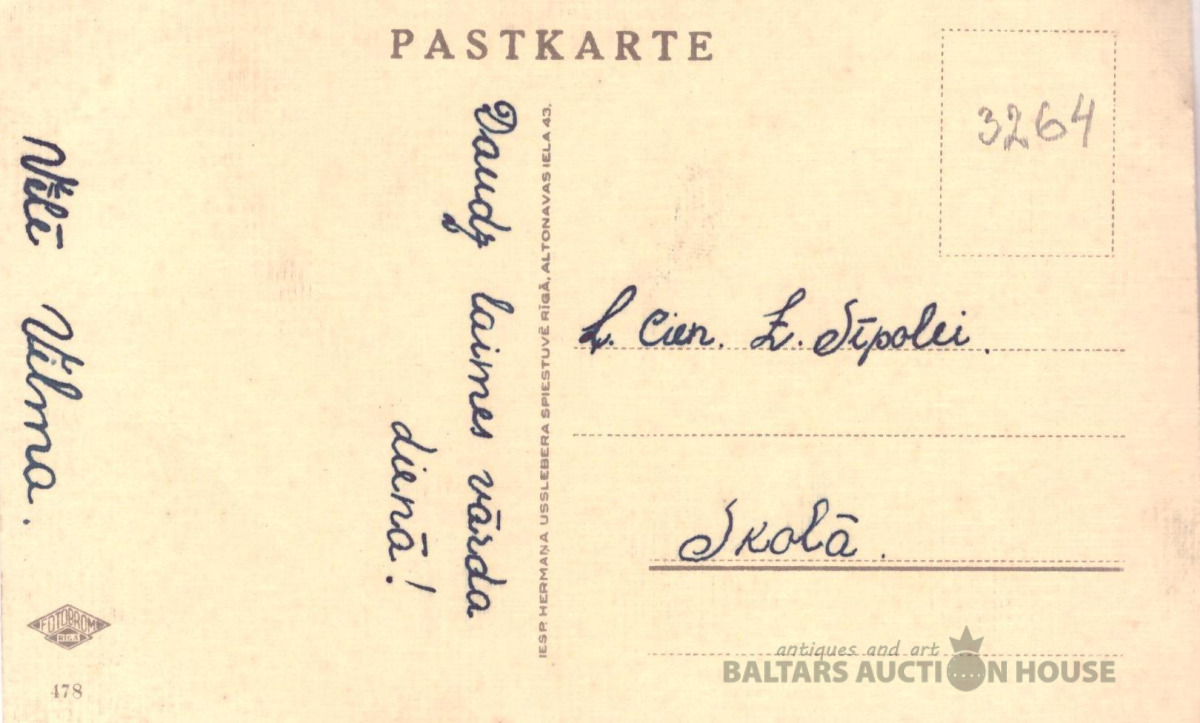 PASTKARTE
3264
Daudz laimes vārda
dienā!
Vēlē Vilma.
IESP. HERMAŅA USSLEBERA SPIESTUVĒ RĪGĀ, ALTONAVAS IELA 43.
L. Cien. Z. Sīpolei.
Skolā.
FOTOBROM
RĪGĀ
478
antiques and art
BALTARS AUCTION HOUSE